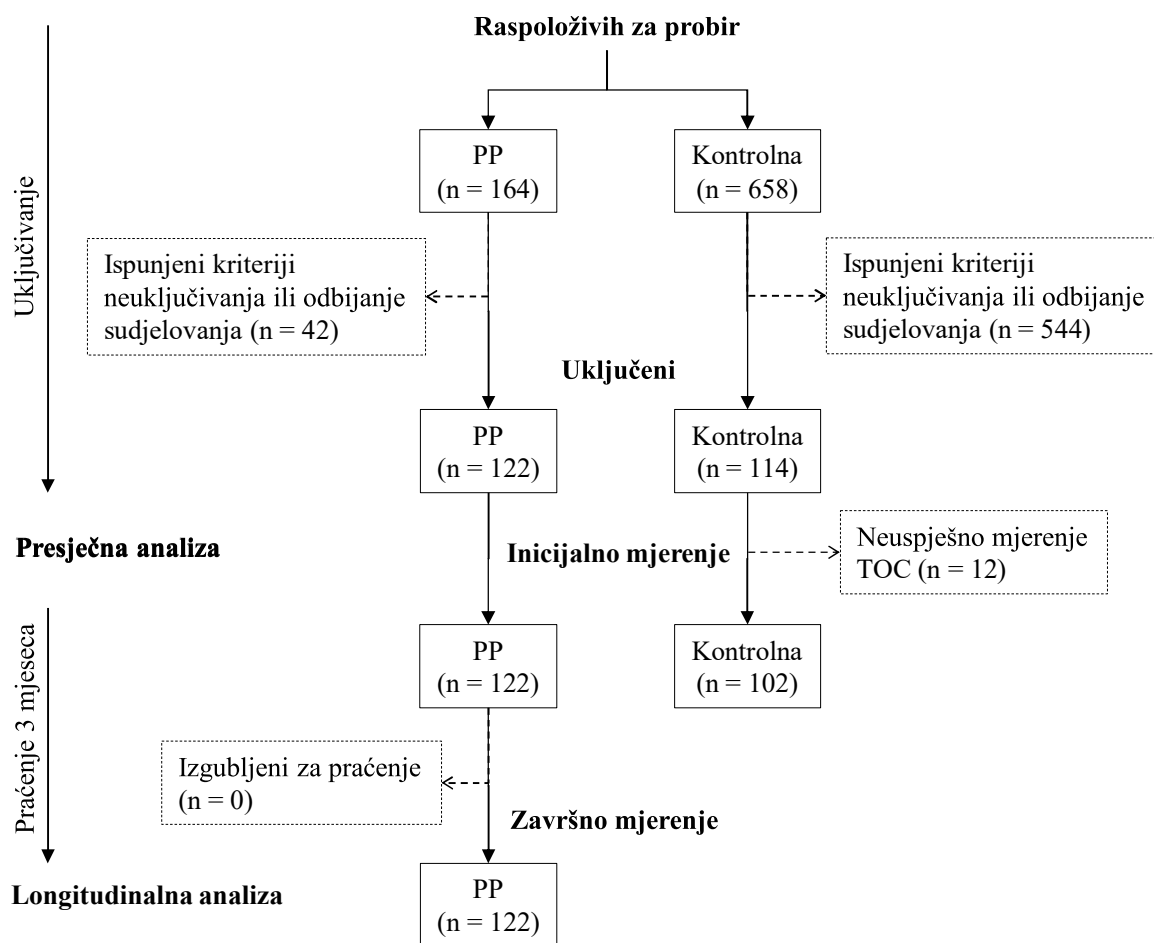 Raspoloživih za probir
PP
(n = 164)
Kontrolna
(n = 658)
Uključivanje
Ispunjeni kriteriji
neuključivanja ili odbijanje
sudjelovanja (n = 42)
Ispunjeni kriteriji
neuključivanja ili odbijanje
sudjelovanja (n = 544)
Uključeni
PP
(n = 122)
Kontrolna
(n = 114)
Presječna analiza
Inicijalno mjerenje
Neuspješno mjerenje
TOC (n = 12)
PP
(n = 122)
Kontrolna
(n = 102)
Praćenje 3 mjeseca
Izgubljeni za praćenje
(n = 0)
Završno mjerenje
Longitudinalna analiza
PP
(n = 122)